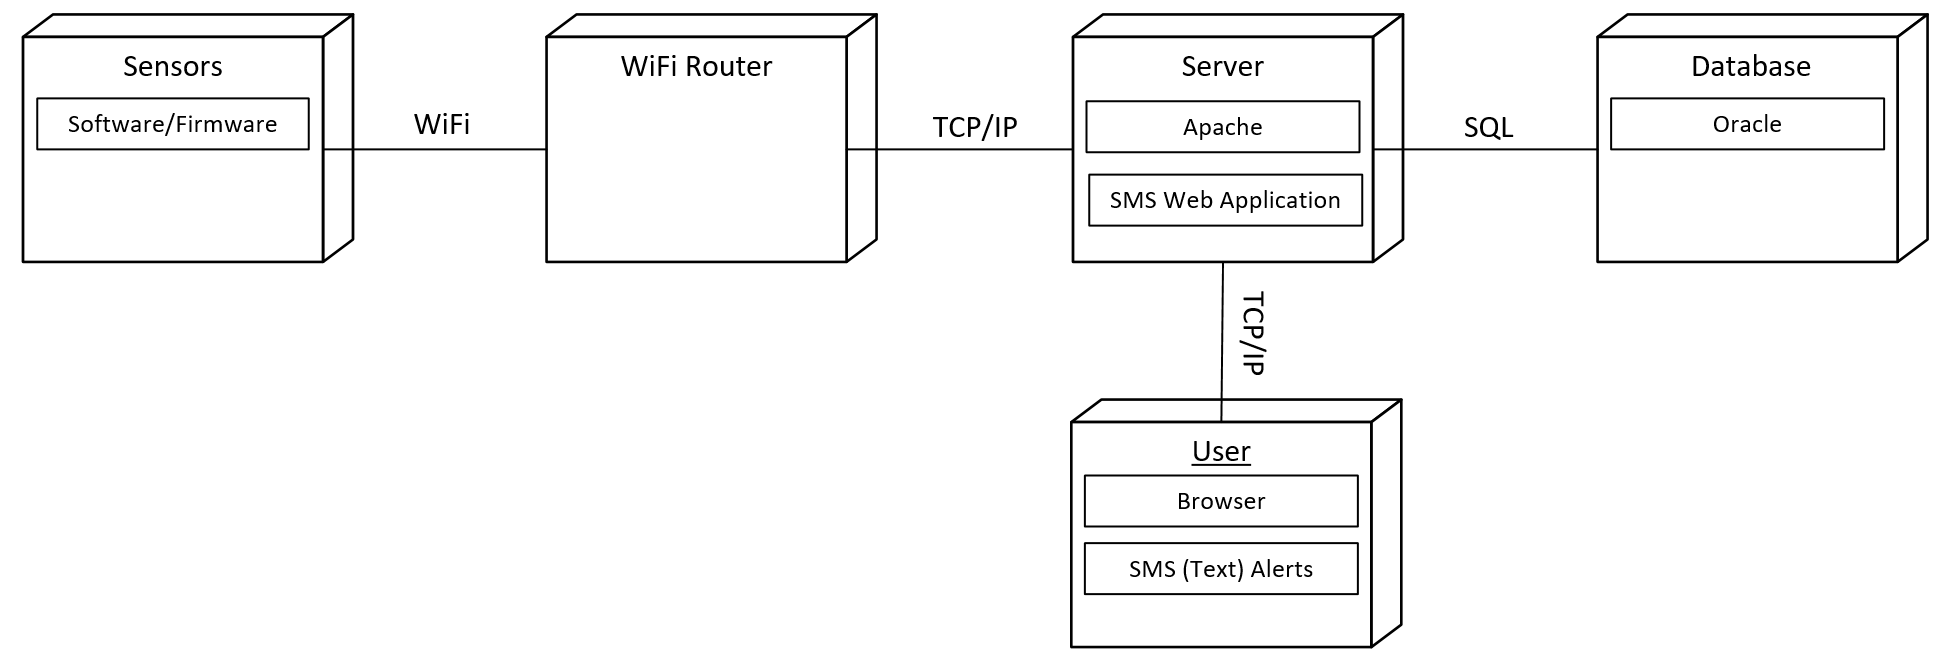 Sensors
Software/Firmware
WiFi
WiFi Router
TCP/IP
Server
Apache
SMS Web Application
SQL
Database
Oracle
TCP/IP
User
Browser
SMS (Text) Alerts